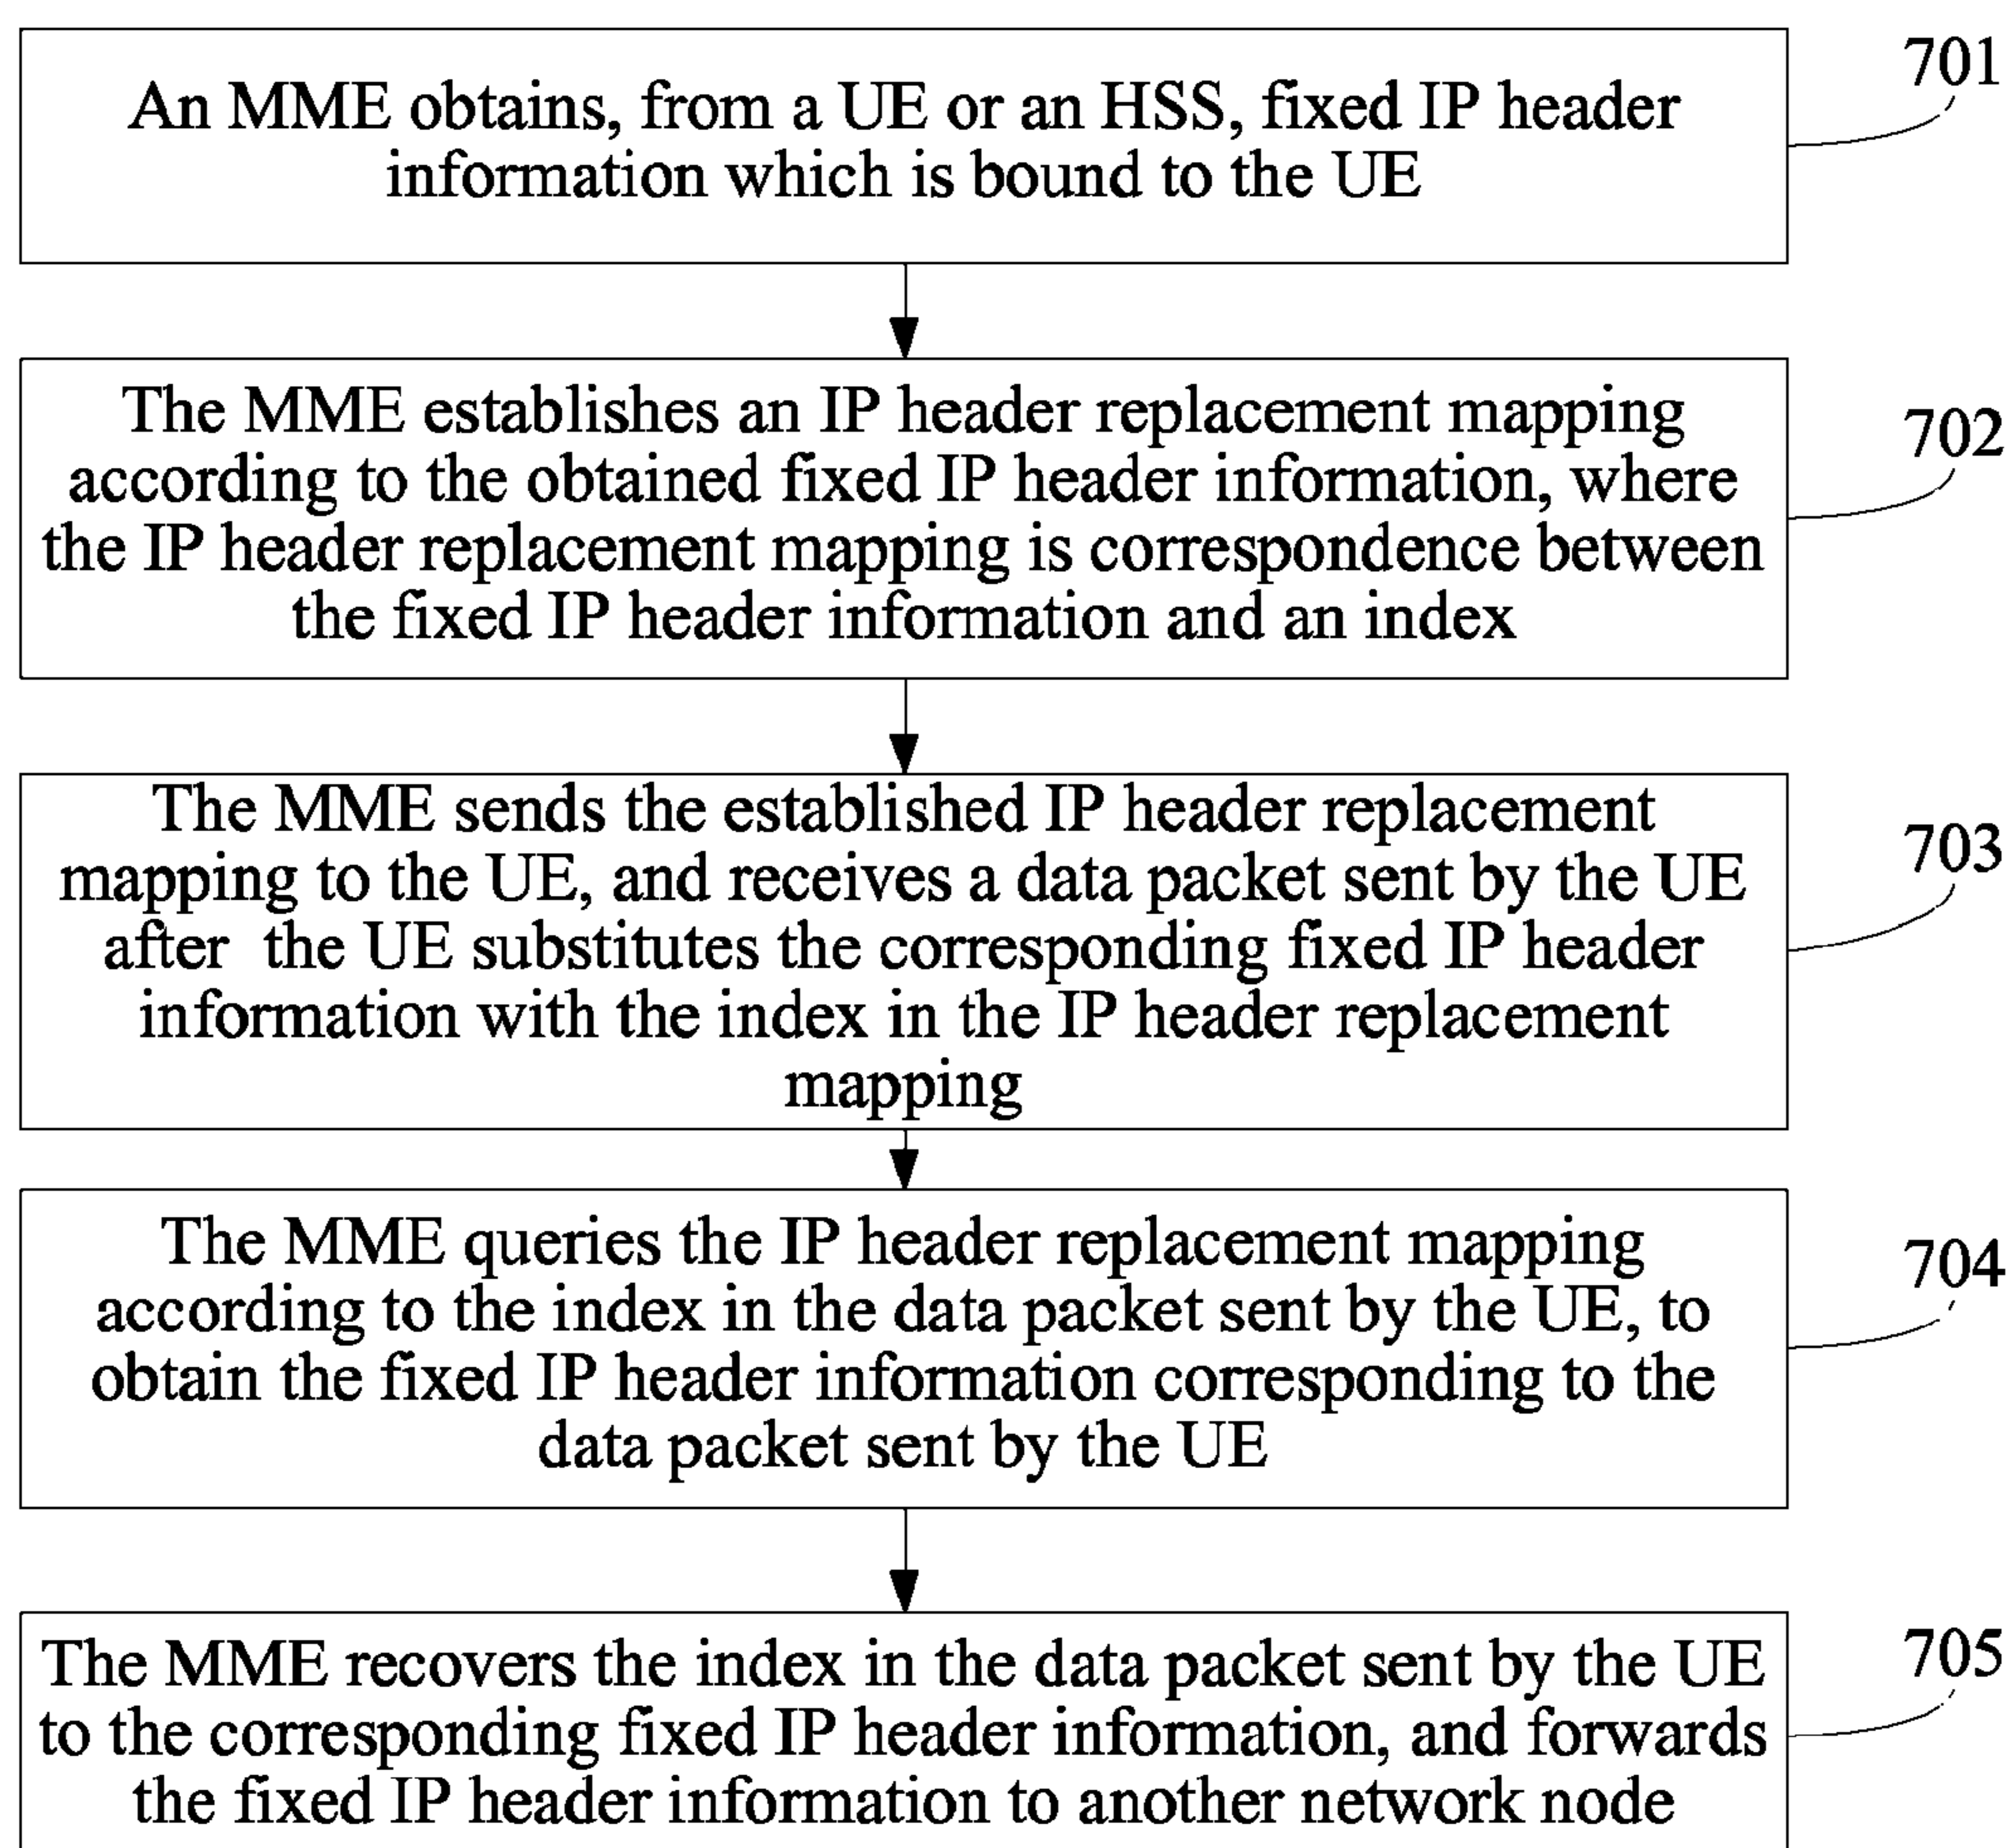 An MME obtains, from a UE or an HSS, fixed IP header
information which is bound to the UE
701
The MME establishes an IP header replacement mapping
according to the obtained fixed IP header information, where
the IP header replacement mapping is correspondence between
the fixed IP header information and an index
702
The MME sends the established IP header replacement
mapping to the UE, and receives a data packet sent by the UE
after the UE substitutes the corresponding fixed IP header
information with the index in the IP header replacement
mapping
703
The MME queries the IP header replacement mapping
according to the index in the data packet sent by the UE, to
obtain the fixed IP header information corresponding to the
data packet sent by the UE
704
The MME recovers the index in the data packet sent by the UE
to the corresponding fixed IP header information, and forwards
the fixed IP header information to another network node
705